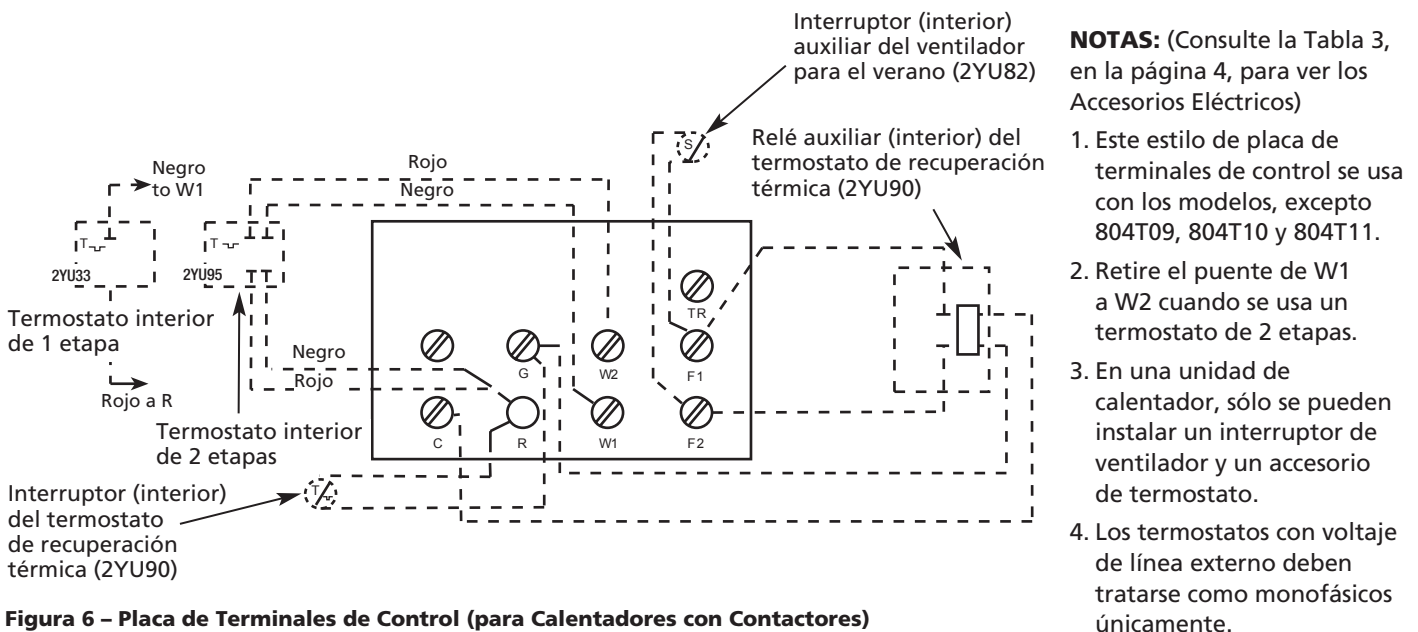 Interruptor (interior)
auxiliar del ventilador
para el verano (2YU82)
Relé auxiliar (interior) del
termostato de recuperación
térmica (2YU90)
S
Negro
to W1
Rojo
Negro
T
2YU33
T
2YU95
Termostato interior
de 1 etapa
Rojo a R
Negro
Rojo
Termostato interior
de 2 etapas
TR
G
W2
F1
C
R
W1
F2
T
Interruptor (interior)
del termostato
de recuperación
térmica (2YU90)
Figura 6 – Placa de Terminales de Control (para Calentadores con Contactores)
NOTAS: (Consulte la Tabla 3,
en la página 4, para ver los
Accesorios Eléctricos)
1. Este estilo de placa de
terminales de control se usa
con los modelos, excepto
804T09, 804T10 y 804T11.
2. Retire el puente de W1
a W2 cuando se usa un
termostato de 2 etapas.
3. En una unidad de
calentador, sólo se pueden
instalar un interruptor de
ventilador y un accesorio
de termostato.
4. Los termostatos con voltaje
de línea externo deben
tratarse como monofásicos
únicamente.